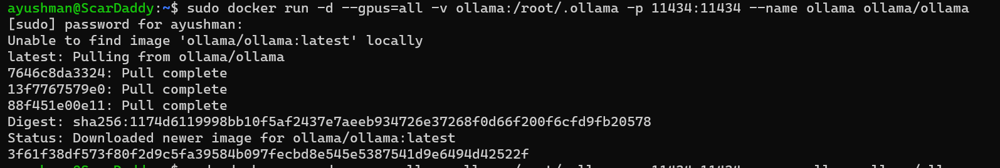 ayushman@ScarDaddy:~$ sudo docker run -d --gpus=all -v ollama:/root/.ollama -p 11434:11434 --name ollama ollama/ollama
[sudo] password for ayushman:
Unable to find image 'ollama/ollama:latest' locally
latest: Pulling from ollama/ollama
7646c8da3324: Pull complete
13f7767579e0: Pull complete
88f451e00e11: Pull complete
Digest: sha256:1174d6119998bb10f5af2437e7aeeb934726e37268f0d66f200f6cfd9fb20578
Status: Downloaded newer image for ollama/ollama:latest
3f61f38df573f80f2d9c5fa39584b097fecbd8e545e5387541d9e6494d42522f